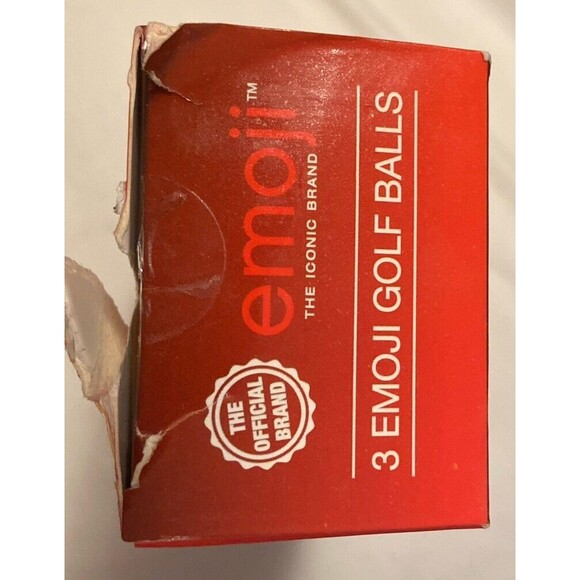 THE
OFFICIAL
BRAND
emoji™
THE ICONIC BRAND
3 EMOJI GOLF BALLS